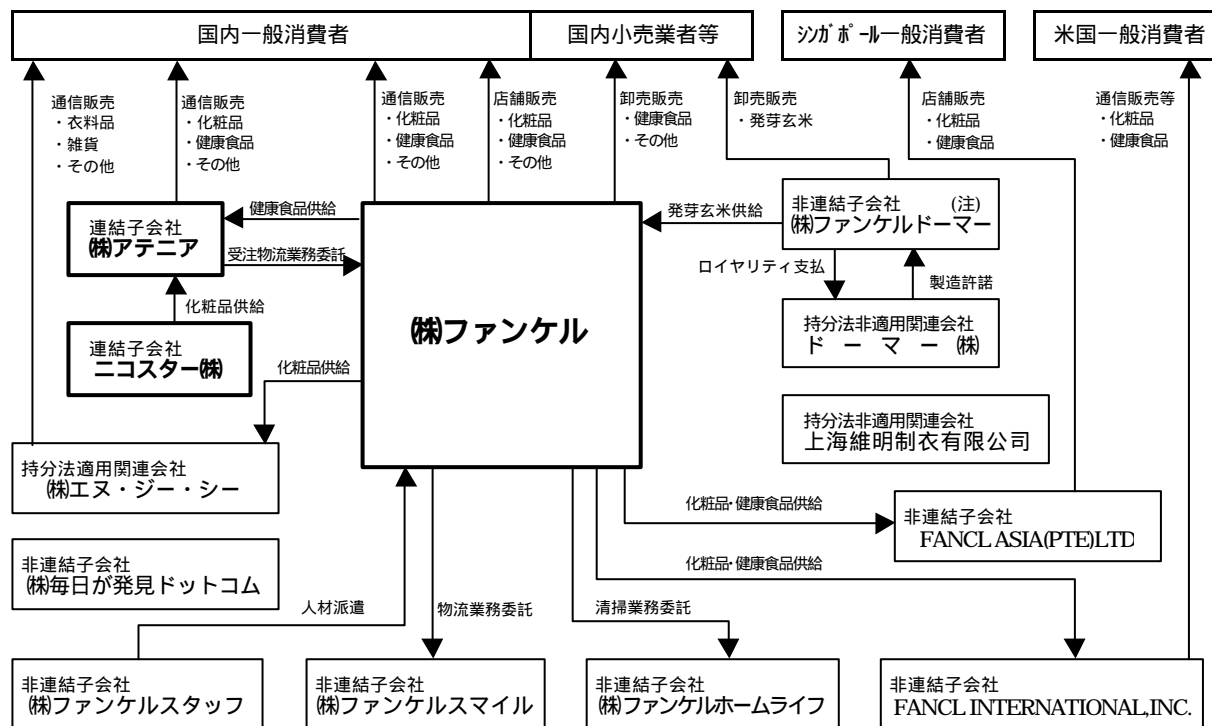 国内一般消費者
国内小売業者等
シンガポール一般消費者
米国一般消費者
通信販売
・衣料品
・雑貨
・その他
通信販売
・化粧品
・健康食品
・その他
通信販売
・化粧品
・健康食品
・その他
店舗販売
・化粧品
・健康食品
・その他
卸売販売
・健康食品
・その他
卸売販売
・発芽玄米
店舗販売
・化粧品
・健康食品
通信販売等
・化粧品
・健康食品
連結子会社
㈱アテニア
健康食品供給
受注物流業務委託
化粧品供給
連結子会社
ニコスター㈱
化粧品供給
㈱ファンケル
発芽玄米供給
非連結子会社 (注)
㈱ファンケルドーマー
ロイヤリティ支払
製造許諾
持分法非適用関連会社
ドーマー㈱
持分法非適用関連会社
上海維明制衣有限公司
持分法適用関連会社
㈱エヌ・ジー・シー
化粧品・健康食品供給
非連結子会社
FANCL ASIA(PTE)LTD
非連結子会社
㈱毎日が発見ドットコム
化粧品・健康食品供給
人材派遣
物流業務委託
清掃業務委託
非連結子会社
㈱ファンケルスタッフ
非連結子会社
㈱ファンケルスマイル
非連結子会社
㈱ファンケルホームライフ
非連結子会社
FANCL INTERNATIONAL,INC.